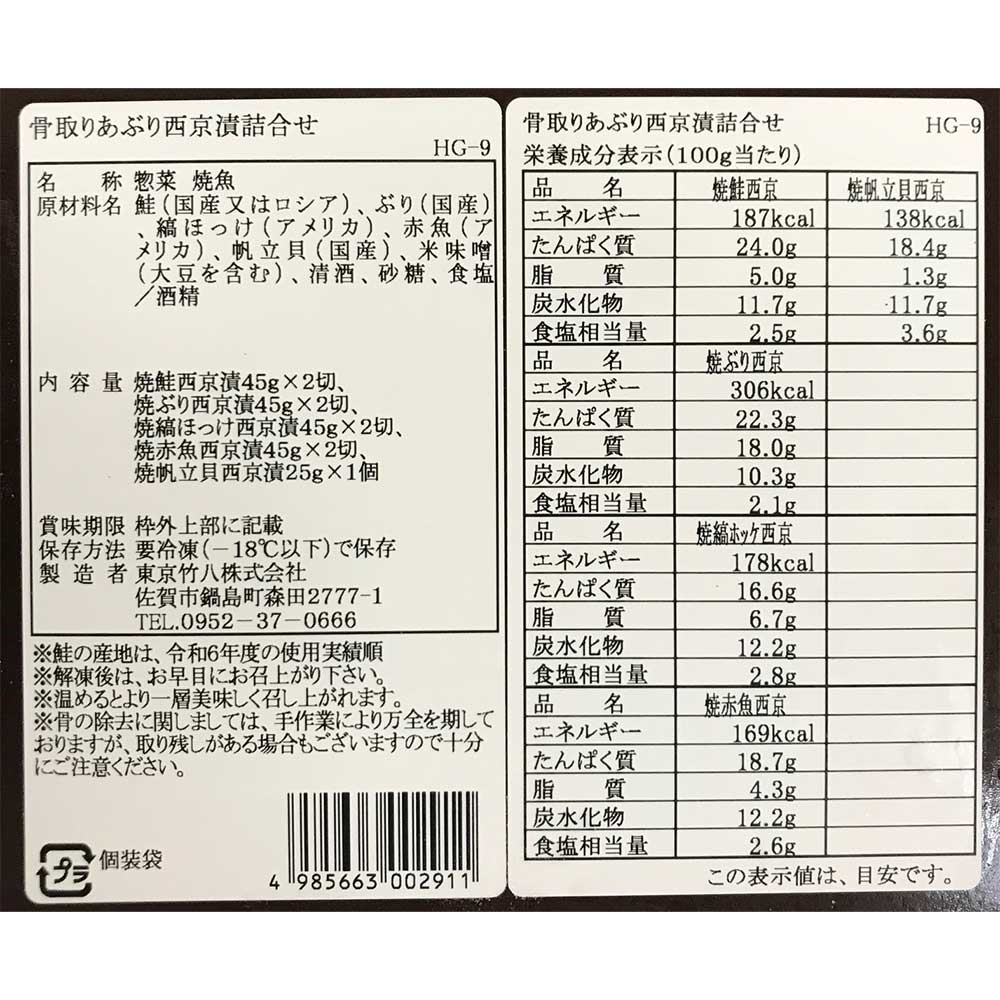 骨取りあぶり西京漬詰合せ
HG-9
名称 惣菜 焼魚
原材料名 鮭(国産又はロシア)、ぶり(国産)
、縞ほっけ(アメリカ)、赤魚(ア
メリカ)、帆立貝(国産)、米味噌
(大豆を含む)、清酒、砂糖、食塩
/酒精
内容量 焼鮭西京漬45g×2切、
焼ぶり西京漬45g×2切、
焼縞ほっけ西京漬45g×2切、
焼赤魚西京漬45g×2切、
焼帆立貝西京漬25g×1個
賞味期限 枠外上部に記載
保存方法 要冷凍(-18℃以下)で保存
製造者 東京竹八株式会社
佐賀市鍋島町森田2777-1
TEL.0952-37-0666
※鮭の産地は、令和6年度の使用実績順
※解凍後は、お早目にお召上がり下さい。
※温めるとより一層美味しく召し上がれます。
※骨の除去に関しましては、手作業により万全を期して
おりますが、取り残しがある場合もございますので十分
にご注意ください。
プラ 個装袋
4 985663 002911
骨取りあぶり西京漬詰合せ
HG-9
栄養成分表示(100g当たり)
品名 焼鮭西京 焼帆立貝西京
エネルギー 187kcal 138kcal
たんぱく質 24.0g 18.4g
脂質 5.0g 1.3g
炭水化物 11.7g 11.7g
食塩相当量 2.5g 3.6g
品名 焼ぶり西京
エネルギー 306kcal
たんぱく質 22.3g
脂質 18.0g
炭水化物 10.3g
食塩相当量 2.1g
品名 焼縞ホッケ西京
エネルギー 178kcal
たんぱく質 16.6g
脂質 6.7g
炭水化物 12.2g
食塩相当量 2.8g
品名 焼赤魚西京
エネルギー 169kcal
たんぱく質 18.7g
脂質 4.3g
炭水化物 12.2g
食塩相当量 2.6g
この表示値は、目安です。